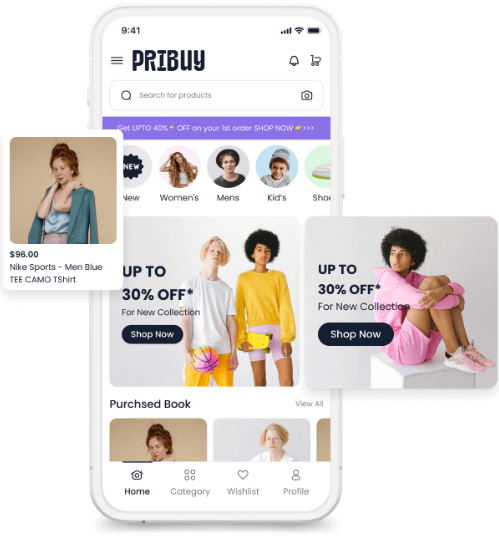 9:41
PRIBUY
Search for products
Get UPTO 40%⚡ OFF on your 1st order SHOP NOW 👉>>>
NEW
New
Women's
Mens
Kid's
Shoe
$96.00
Nike Sports - Men Blue
TEE CAMO TShirt
UP TO
30% OFF*
For New Collection
Shop Now
UP TO
30% OFF*
For New Collection
Shop Now
Purchsed Book
View All
Home
Category
Wishlist
Profile